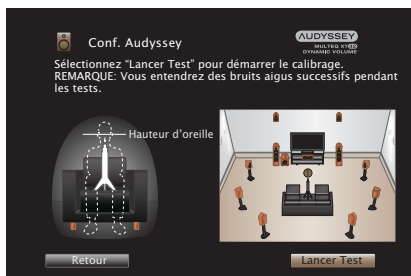 Conf. Audyssey
AUDYSSEY
MULTEQ XT32
DYNAMIC VOLUME
Sélectionnez “Lancer Test” pour démarrer le calibrage.
REMARQUE: Vous entendrez des bruits aigus successifs pendant
les tests.
Hauteur d’oreille
Retour
Lancer Test